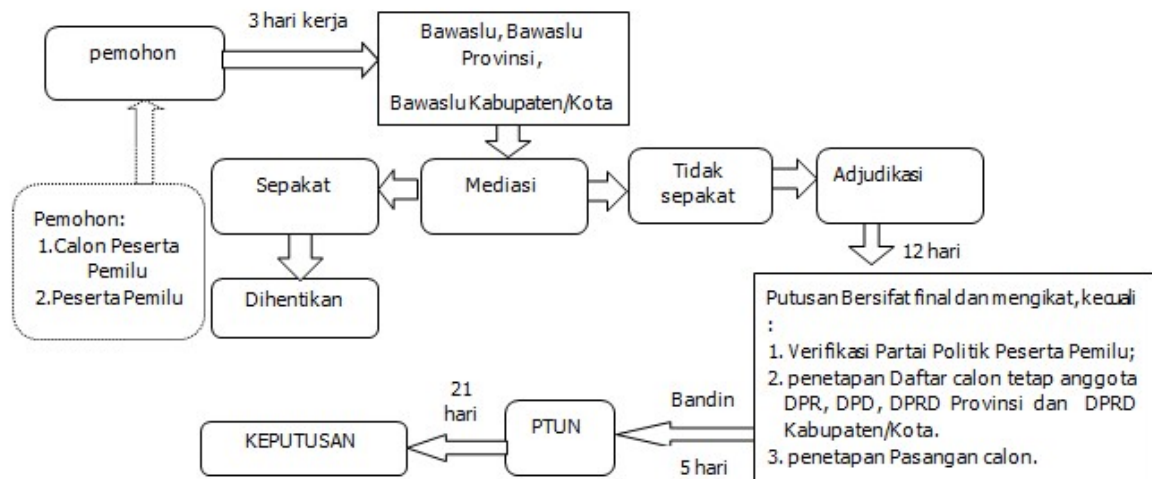 3 hari kerja
pemohon
Bawaslu, Bawaslu
Provinsi ,
Bawaslu Kabupaten/Kota
Sepakat
Mediasi
Tidak
sepakat
Adjudikasi
Pemohon:
1.Calon Peserta
Pemilu
2.Peserta Pemilu
Dihentikan
12 hari
Putusan Bersifat final dan mengikat, kecuali
:
1. Verifikasi Partai Politik Peserta Pemilu;
2. penetapan Daftar calon tetap anggota
DPR, DPD, DPRD Provinsi dan DPRD
Kabupaten/Kota.
3. penetapan Pasangan calon.
Bandin
5 hari
PTUN
21
hari
KEPUTUSAN